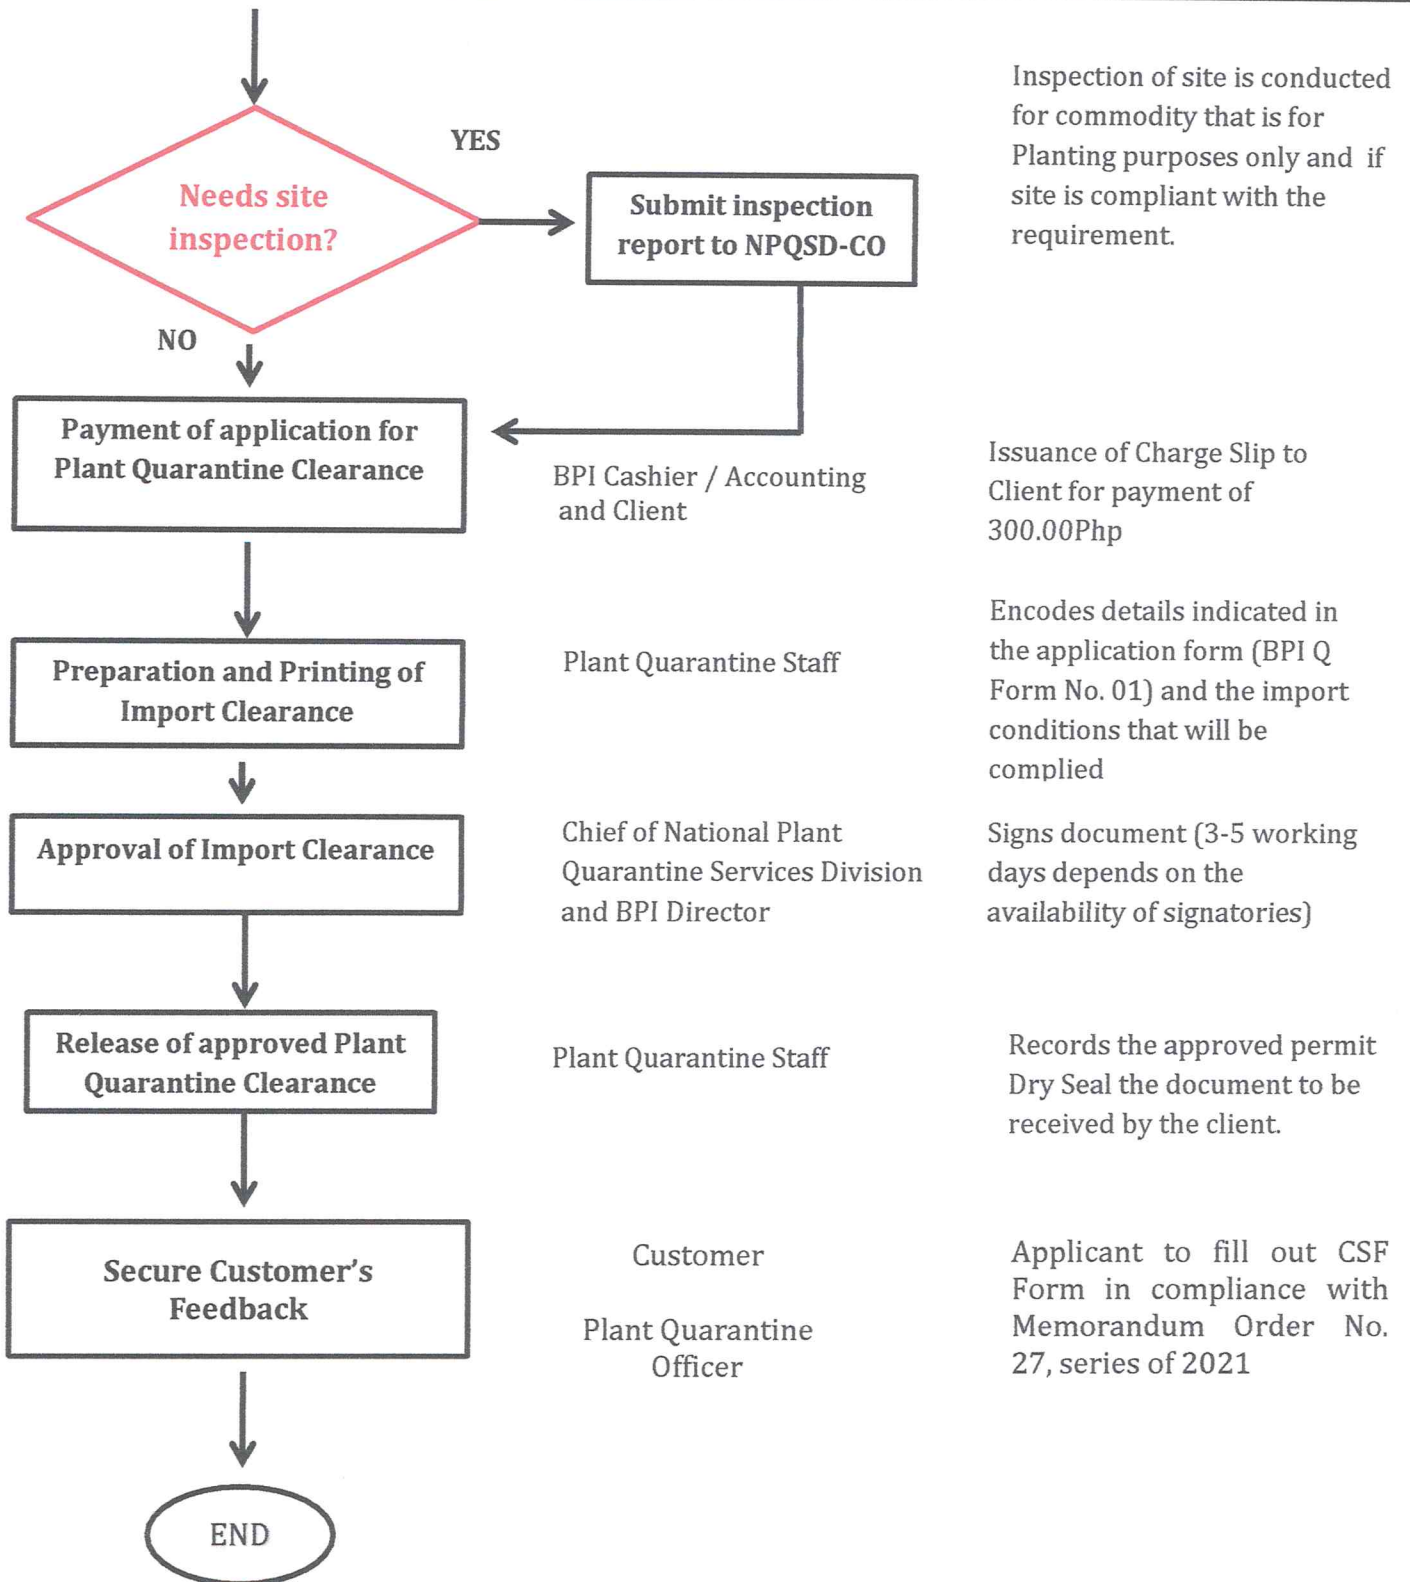 Inspection of site is conducted
for commodity that is for
Planting purposes only and if
site is compliant with the
requirement.
YES
Needs site
inspection?
Submit inspection
report to NPQSD-CO
NO
Payment of application for
Plant Quarantine Clearance
BPI Cashier / Accounting
and Client
Issuance of Charge Slip to
Client for payment of
300.00Php
Preparation and Printing of
Import Clearance
Plant Quarantine Staff
Encodes details indicated in
the application form (BPI Q
Form No. 01) and the import
conditions that will be
complied
Approval of Import Clearance
Chief of National Plant
Quarantine Services Division
and BPI Director
Signs document (3-5 working
days depends on the
availability of signatories)
Release of approved Plant
Quarantine Clearance
Plant Quarantine Staff
Records the approved permit
Dry Seal the document to be
received by the client.
Secure Customer’s
Feedback
Customer
Plant Quarantine
Officer
Applicant to fill out CSF
Form in compliance with
Memorandum Order No.
27, series of 2021
END